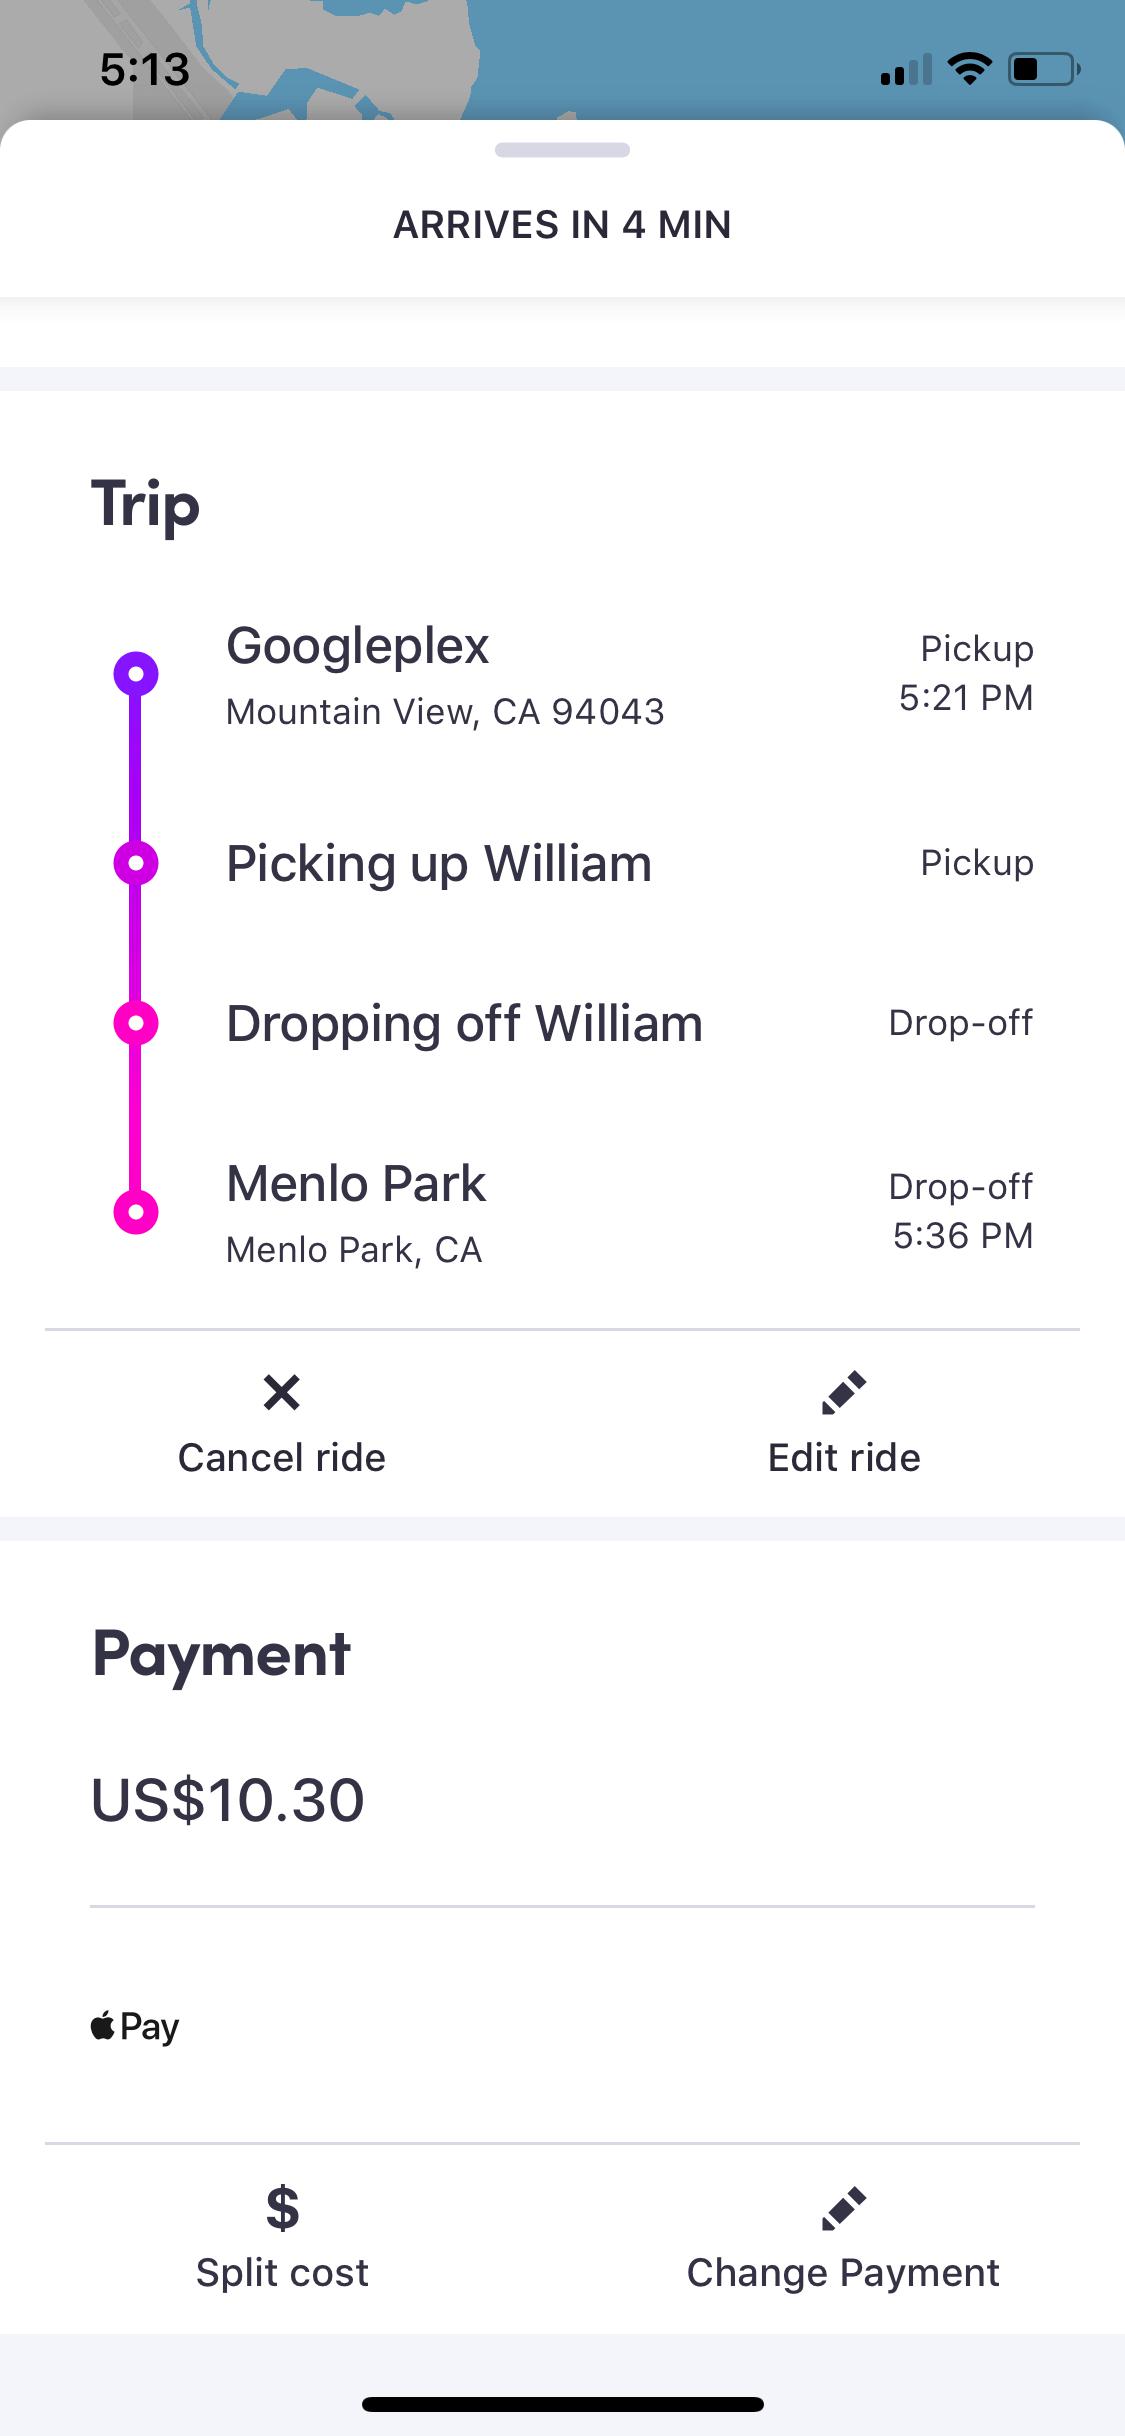 5:13
ARRIVES IN 4 MIN
Trip
Googleplex
Mountain View, CA 94043
Pickup
5:21 PM
Picking up William
Pickup
Dropping off William
Drop-off
Menlo Park
Menlo Park, CA
Drop-off
5:36 PM
Cancel ride
Edit ride
Payment
US$10.30
Pay
$
Split cost
Change Payment